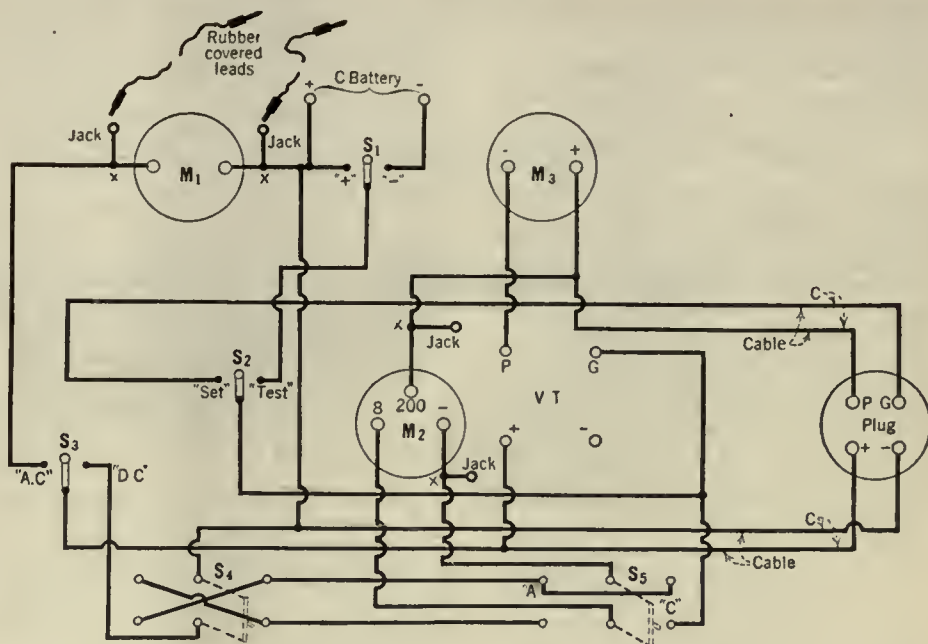 Rubber
covered
leads
C Battery
+ -
Jack
Jack
S1
M1
"+" "-"
x x
- +
M3
C
Cable
x
Jack
P G
S2
"Set" "Test"
V T
8 200 -
M2
+ -
P G
Plug
+ -
S3
"A.C" "D C"
Jack
x
C
Cable
S4
S5
"A"
"C"